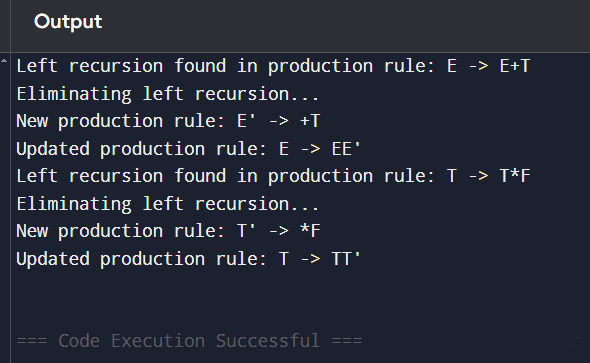 Output
Left recursion found in production rule: E -> E+T
Eliminating left recursion...
New production rule: E' -> +T
Updated production rule: E -> EE'
Left recursion found in production rule: T -> T*F
Eliminating left recursion...
New production rule: T' -> *F
Updated production rule: T -> TT'
=== Code Execution Successful ===